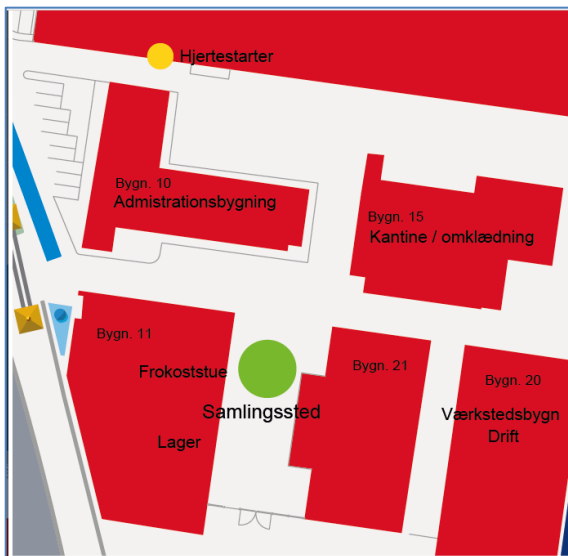 Hjertestarter
Bygn. 10
Admistrationsbygning
Bygn. 15
Kantine / omklædning
Bygn. 11
Frokoststue
Samlingssted
Lager
Bygn. 21
Bygn. 20
Værkstedsbygn
Drift